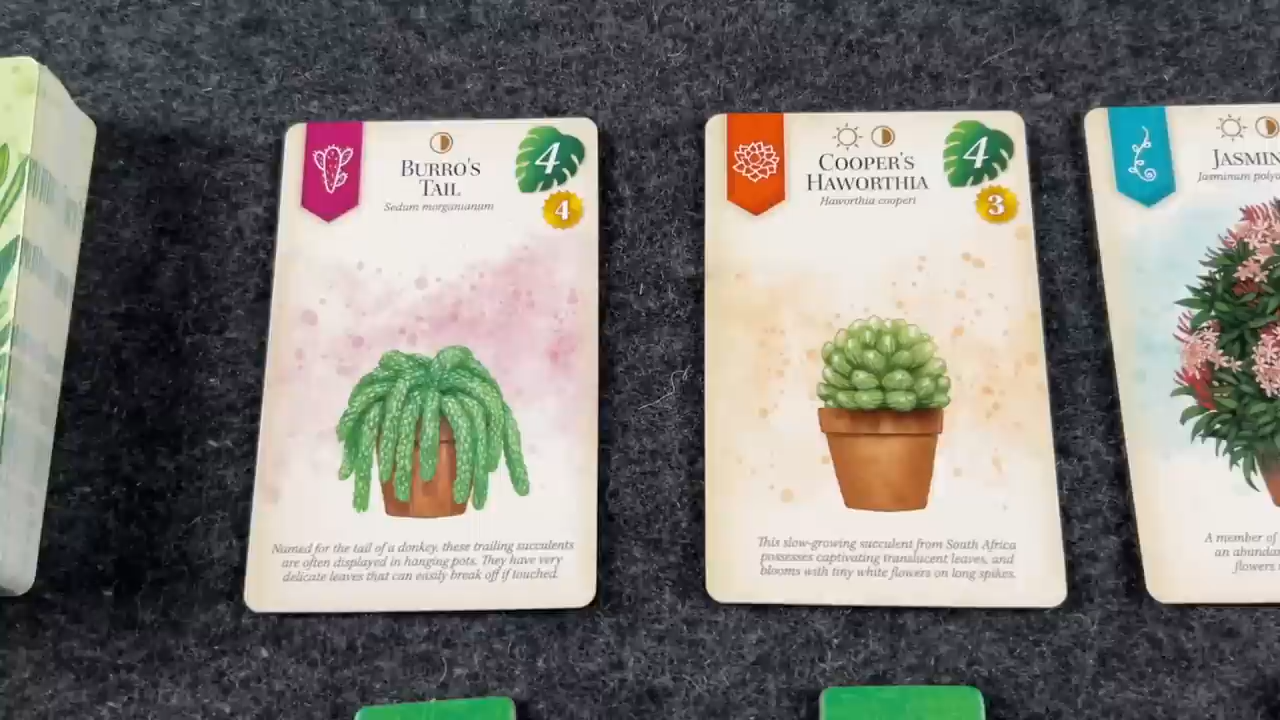 BURRO'S
TAIL
Sedum morganianum
4
4
Named for the tail of a donkey, these trailing succulents
are often displayed in hanging pots. They have very
delicate leaves that can easily break off if touched.
COOPER'S
HAWORTHIA
Haworthia cooperi
4
3
This slow-growing succulent from South Africa
possesses captivating translucent leaves, and
blooms with tiny white flowers on long spikes.
JASMIN
Jasminum polya
A member of
an abundan
flowers